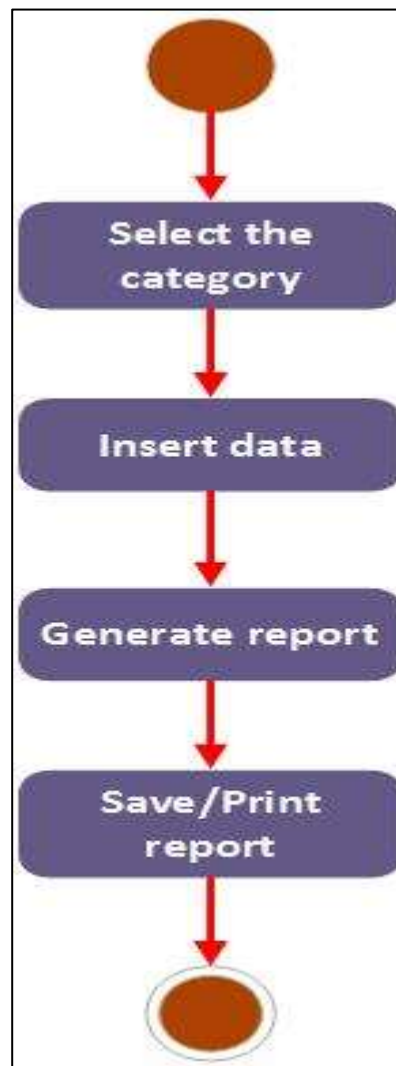 Select the
category
Insert data
Generate report
Save/Print
report